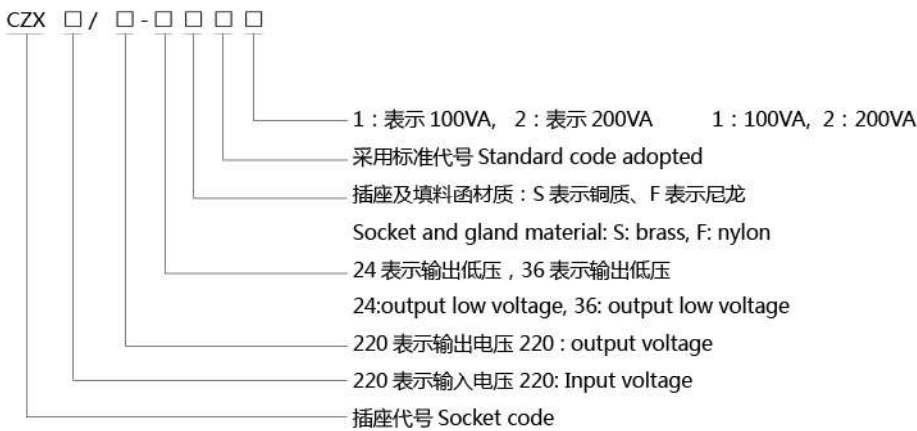 CZX □ / □ - □ □ □ □
1：表示 100VA, 2：表示 200VA 1：100VA, 2：200VA
采用标准代号 Standard code adopted
插座及填料函材质：S 表示铜质、F 表示尼龙
Socket and gland material: S: brass, F: nylon
24 表示输出低压，36 表示输出低压
24:output low voltage, 36: output low voltage
220 表示输出电压 220 : output voltage
220 表示输入电压 220: Input voltage
插座代号 Socket code